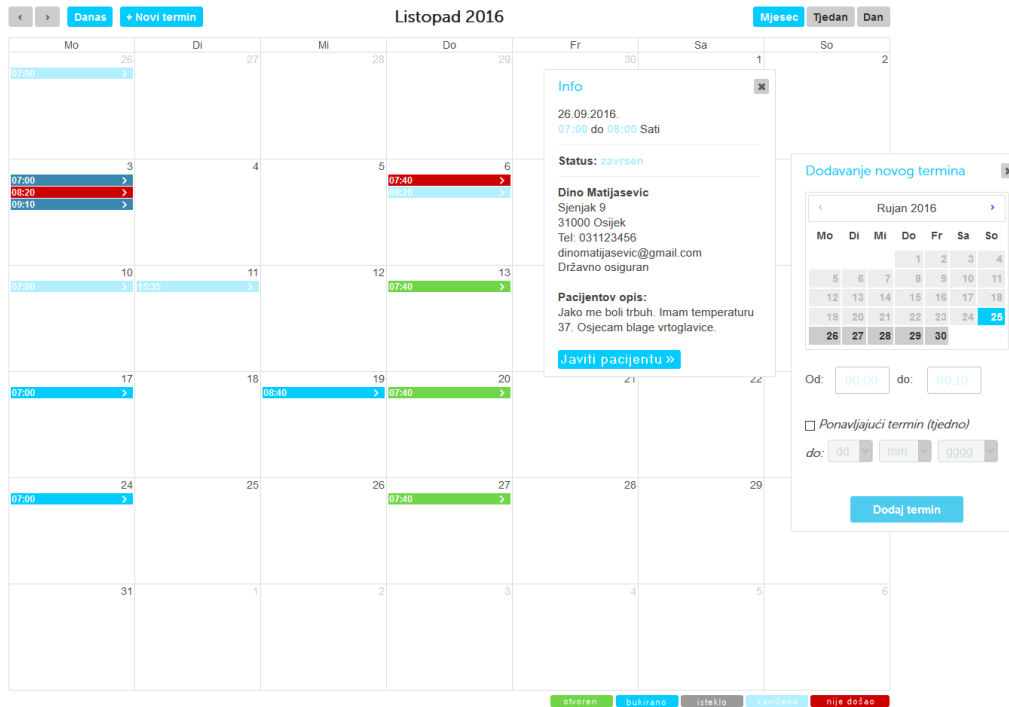 ‹ › Danas + Novi termin Listopad 2016 Mjesec Tjedan Dan
Mo Di Mi Do Fr Sa So
26 27 28 29 30 1 2
07:00
3 4 5 6
07:00 07:40
08:20 08:20
09:10
10 11 12 13
07:00 15:35 07:40
17 18 19 20 21 22
07:00 08:40 07:40
24 25 26 27 28 29
07:00 07:40
31 1 2 3 4 5 6
Info
26.09.2016.
07:00 do 08:00 Sati
Status: zavrsen
Dino Matijasevic
Sjenjak 9
31000 Osijek
Tel: 031123456
dinomatijasevic@gmail.com
Državno osiguran
Pacijentov opis:
Jako me boli trbuh. Imam temperaturu
37. Osjecam blage vrtoglavice.
Javiti pacijentu »
Dodavanje novog termina
‹ Rujan 2016 ›
Mo Di Mi Do Fr Sa So
1 2 3 4
5 6 7 8 9 10 11
12 13 14 15 16 17 18
19 20 21 22 23 24 25
26 27 28 29 30
Od: 00:00 do: 00:10
Ponavljajući termin (tjedno)
do: dd mm gggg
Dodaj termin
otvoren bukirano isteklo završeno nije došao